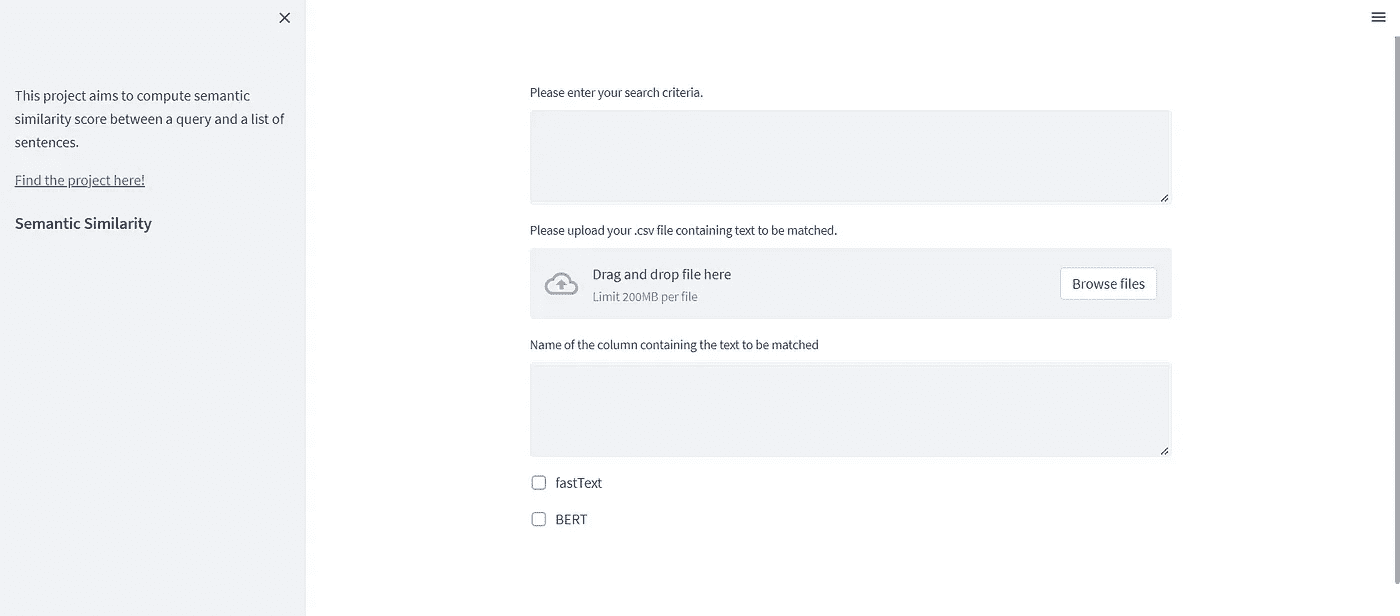 This project aims to compute semantic
similarity score between a query and a list of
sentences.
Find the project here!
Semantic Similarity
Please enter your search criteria.
Please upload your .csv file containing text to be matched.
Drag and drop file here
Limit 200MB per file
Browse files
Name of the column containing the text to be matched
fastText
BERT